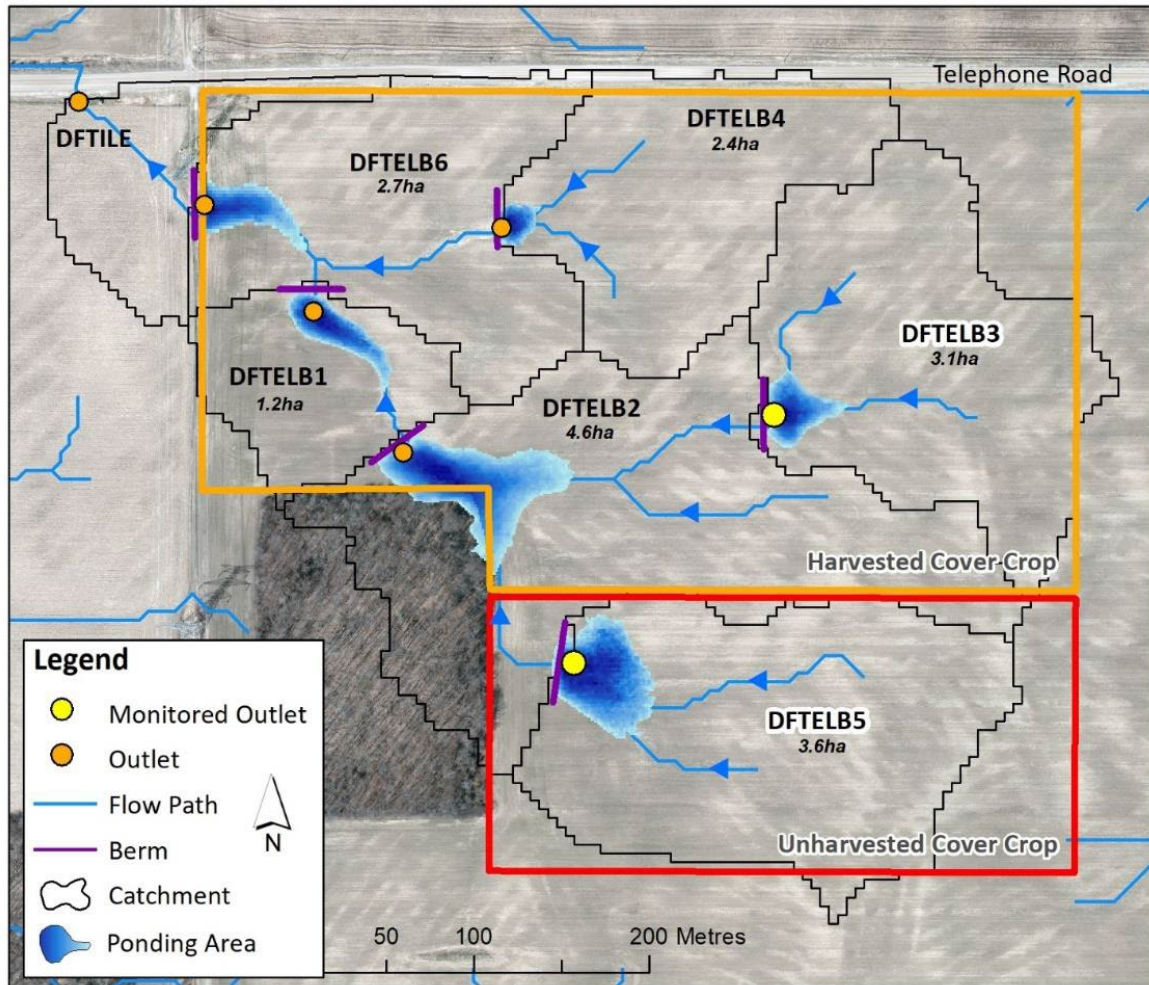 Telephone Road
DFTILE
DFTELB4
2.4ha
DFTELB6
2.7ha
DFTELB3
3.1ha
DFTELB1
1.2ha
DFTELB2
4.6ha
Harvested Cover Crop
DFTELB5
3.6ha
Unharvested Cover Crop
Legend
Monitored Outlet
Outlet
Flow Path
Berm
Catchment
Ponding Area
N
50 100 200 Metres